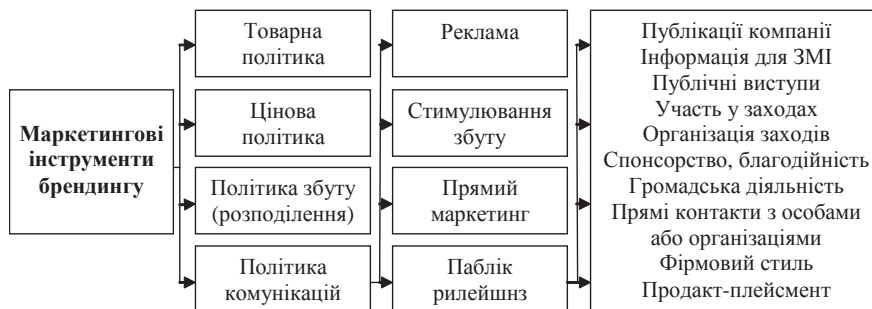 Маркетингові
інструменти
брендингу
Товарна
політика
Цінова
політика
Політика збуту
(розподілення)
Політика
комунікацій
Реклама
Стимулювання
збуту
Прямий
маркетинг
Паблік
рилейшнз
Публікації компанії
Інформація для ЗМІ
Публічні виступи
Участь у заходах
Організація заходів
Спонсорство, благодійність
Громадська діяльність
Прямі контакти з особами
або організаціями
Фірмовий стиль
Продакт-плейсмент